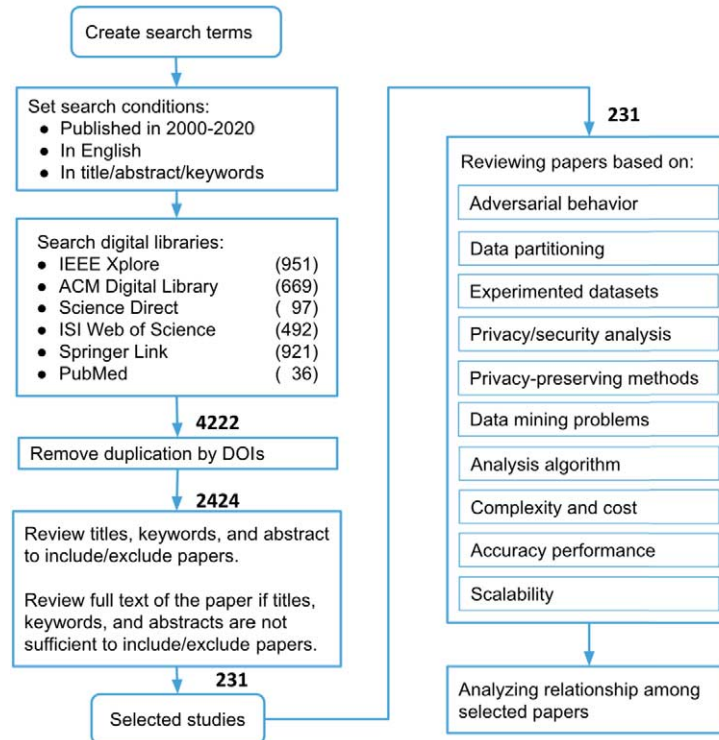 Create search terms
Set search conditions:
● Published in 2000-2020
● In English
● In title/abstract/keywords
Search digital libraries:
● IEEE Xplore (951)
● ACM Digital Library (669)
● Science Direct ( 97)
● ISI Web of Science (492)
● Springer Link (921)
● PubMed ( 36)
4222
Remove duplication by DOIs
2424
Review titles, keywords, and abstract
to include/exclude papers.
Review full text of the paper if titles,
keywords, and abstracts are not
sufficient to include/exclude papers.
231
Selected studies
231
Reviewing papers based on:
Adversarial behavior
Data partitioning
Experimented datasets
Privacy/security analysis
Privacy-preserving methods
Data mining problems
Analysis algorithm
Complexity and cost
Accuracy performance
Scalability
Analyzing relationship among
selected papers